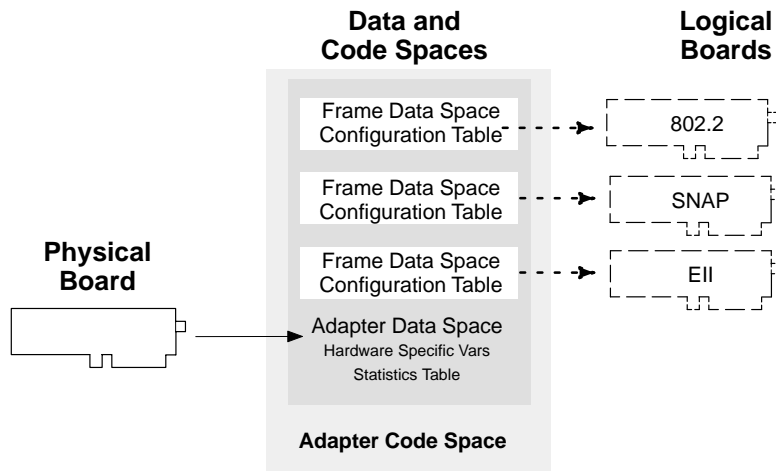 Data and
Code Spaces
Logical
Boards
Frame Data Space
Configuration Table
802.2
Frame Data Space
Configuration Table
SNAP
Physical
Board
Frame Data Space
Configuration Table
EII
Adapter Data Space
Hardware Specific Vars
Statistics Table
Adapter Code Space